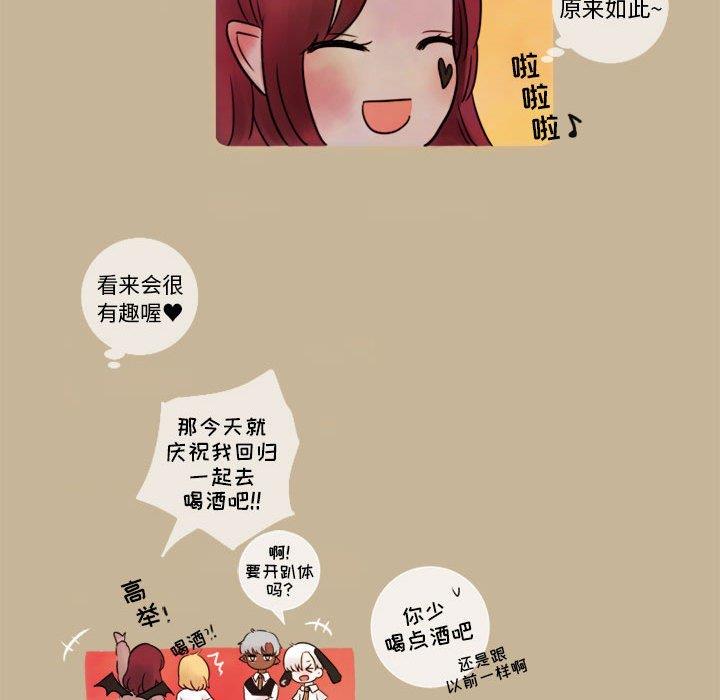 原来如此~
啦
啦
啦♪
看来会很
有趣喔♥
那今天就
庆祝我回归
一起去
喝酒吧!!
啊!
要开趴体
吗?
高
举!
喝酒?!
你少
喝点酒吧
还是跟
以前一样啊